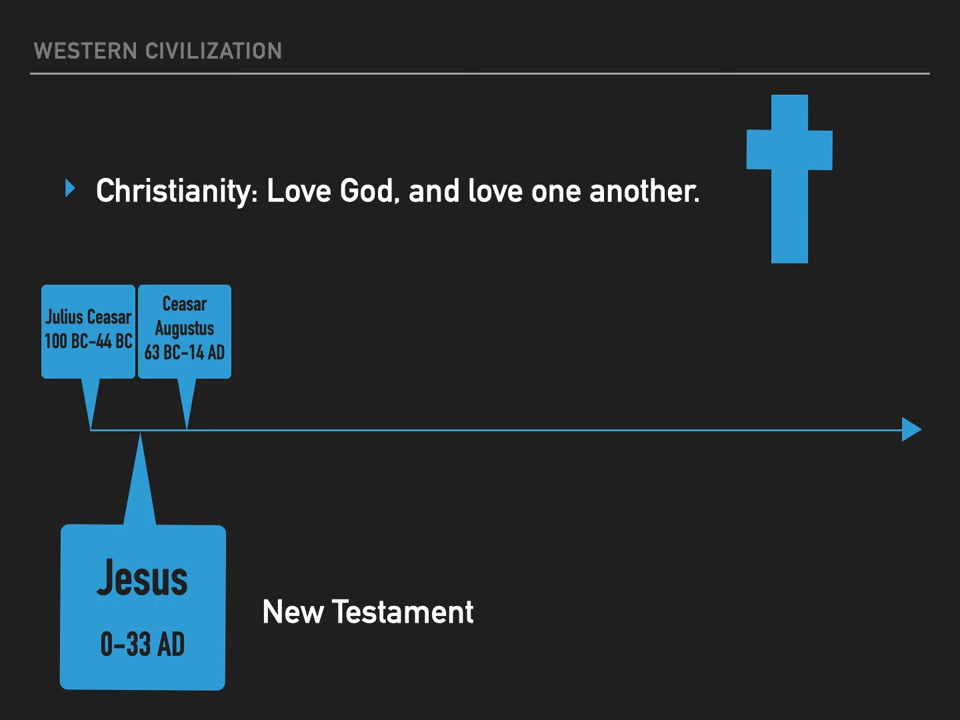 WESTERN CIVILIZATION
Christianity: Love God, and love one another.
Julius Ceasar
100 BC-44 BC
Ceasar
Augustus
63 BC-14 AD
Jesus
0-33 AD
New Testament